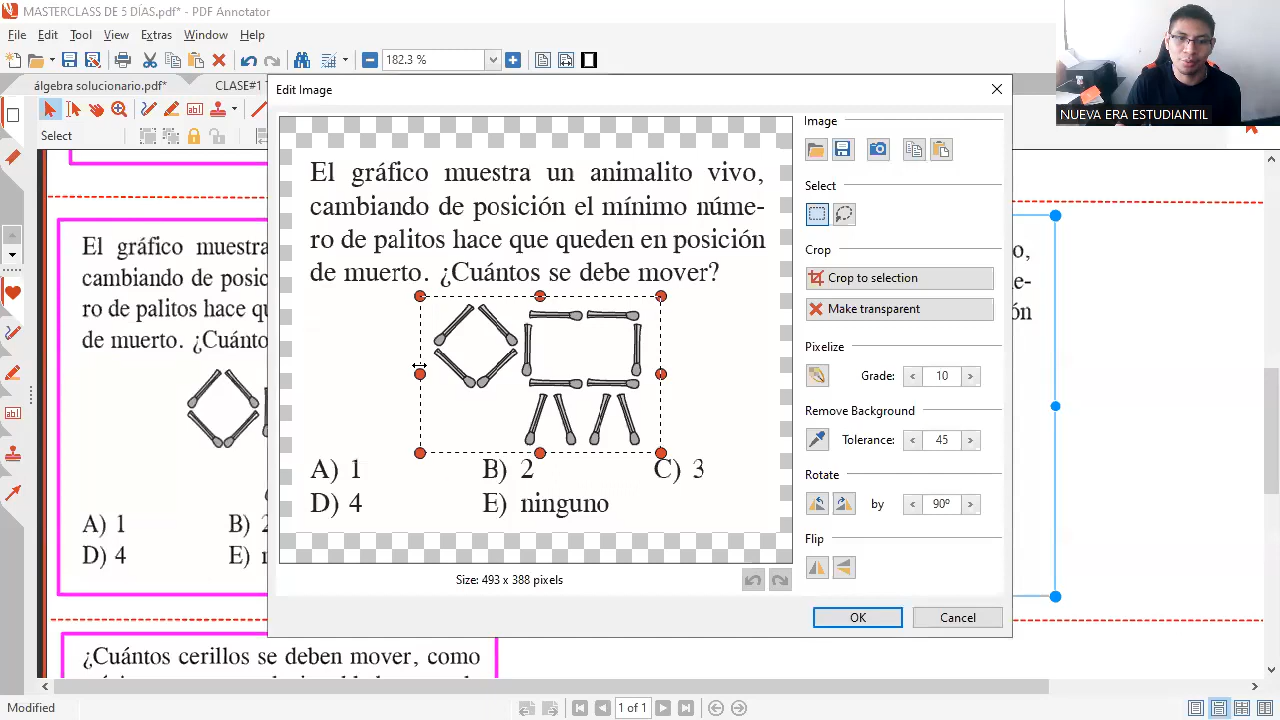 MASTERCLASS DE 5 DÍAS.pdf* - PDF Annotator
File Edit Tool View Extras Window Help
182.3 %
álgebra solucionario.pdf*
CLASE#1
Select
NUEVA ERA ESTUDIANTIL
Edit Image
Image
El gráfico muestra un animalito vivo,
cambiando de posición el mínimo núme-
ro de palitos hace que queden en posición
de muerto. ¿Cuántos se debe mover?
A) 1 B) 2 C) 3
D) 4 E) ninguno
Size: 493 x 388 pixels
Select
Crop
Crop to selection
Make transparent
Pixelize
Grade: < 10 >
Remove Background
Tolerance: < 45 >
Rotate
by < 90º >
Flip
OK Cancel
El gráfico muestra
cambiando de posic
ro de palitos hace qu
de muerto. ¿Cuánto
A) 1 B) 2
D) 4 E)
o,
e-
ón
¿Cuántos cerillos se deben mover, como
Modified
1 of 1